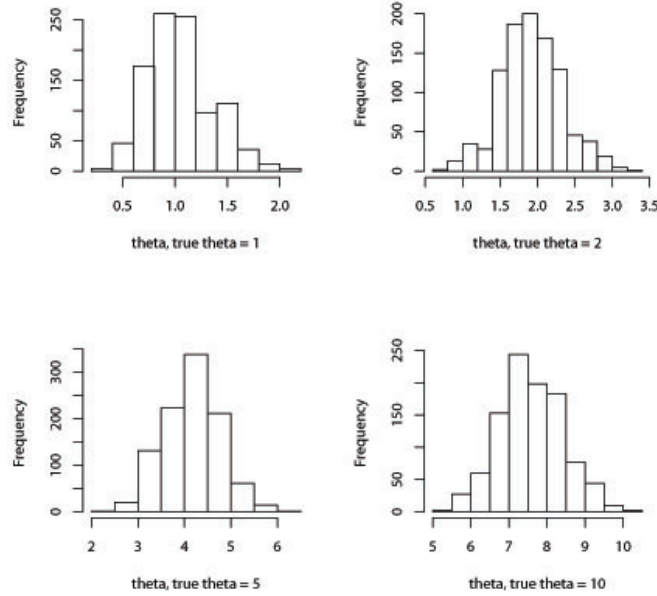 Frequency
0
50
150
250
0.5 1.0 1.5 2.0
theta, true theta = 1
Frequency
0
50
100
150
200
0.5 1.0 1.5 2.0 2.5 3.0 3.5
theta, true theta = 2
Frequency
0
100
200
300
2 3 4 5 6
theta, true theta = 5
Frequency
0
50
150
250
5 6 7 8 9 10
theta, true theta = 10